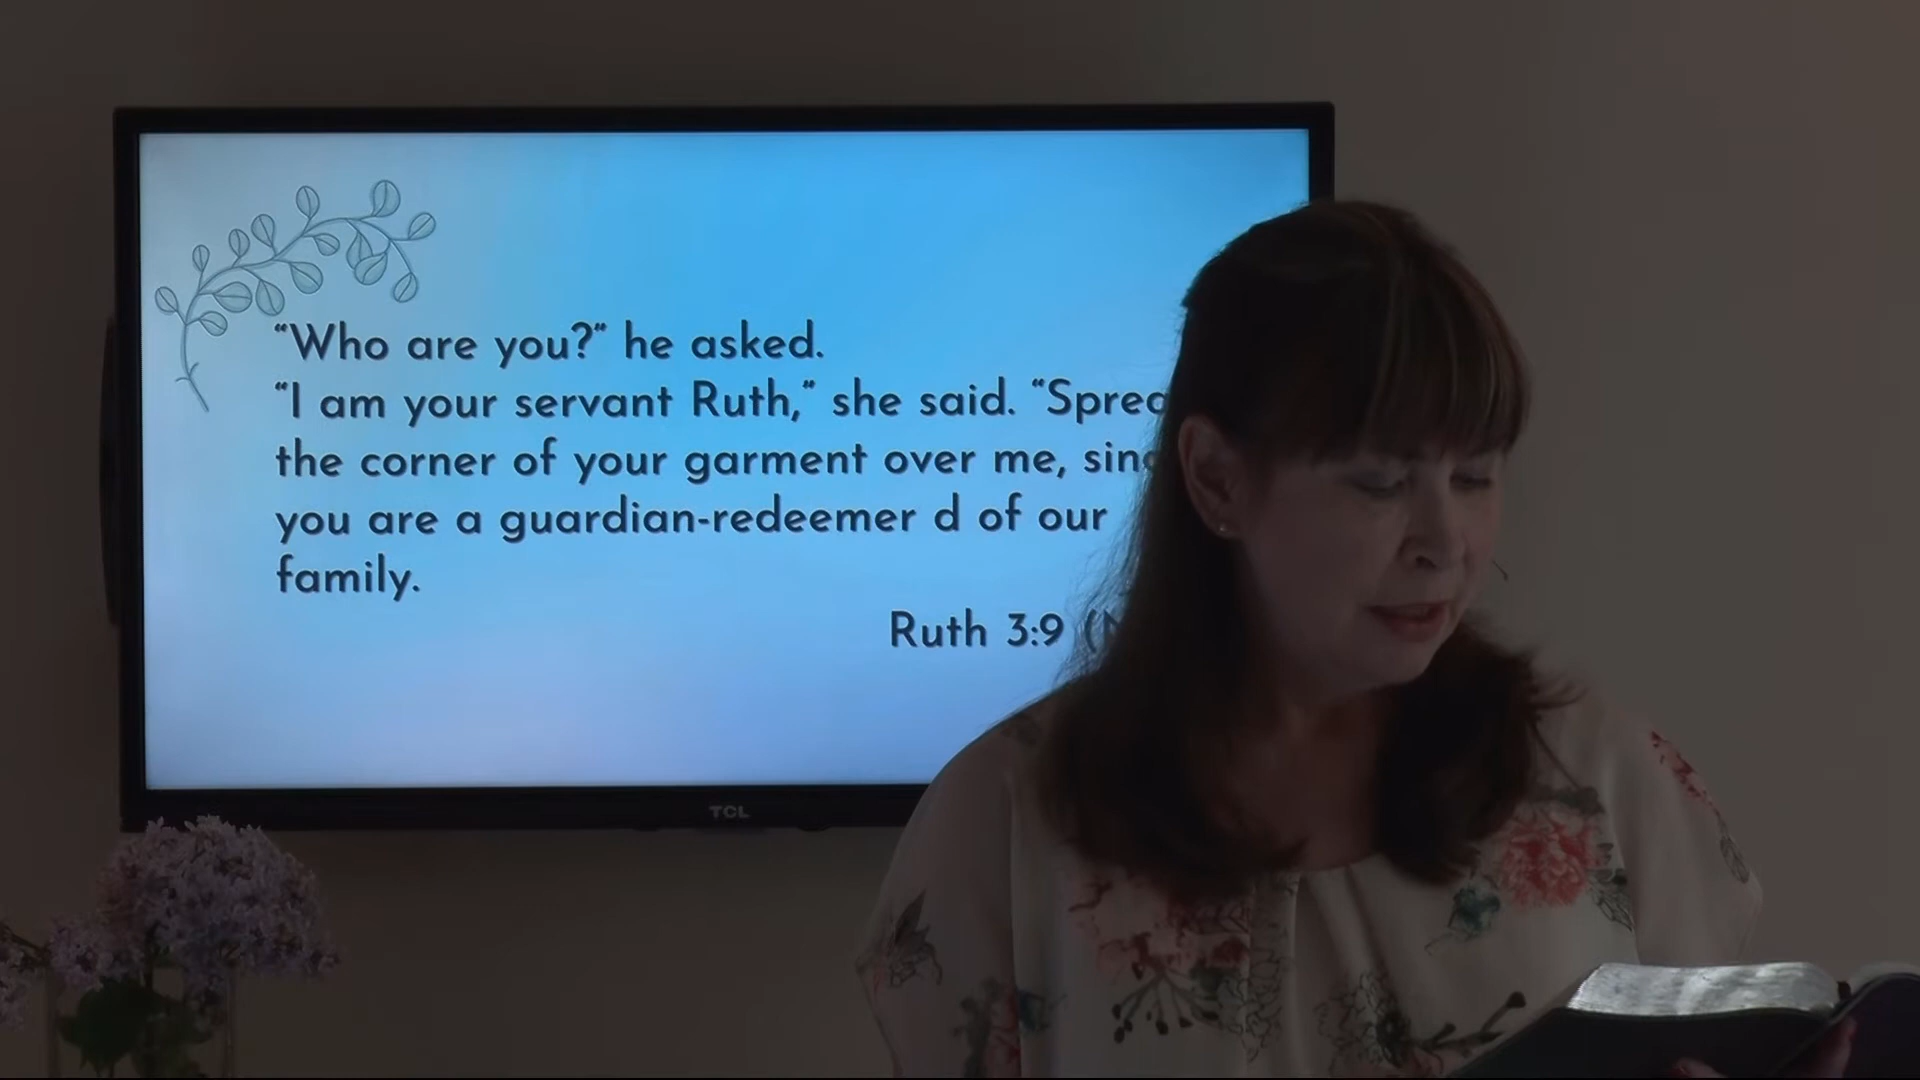 “Who are you?” he asked.
“I am your servant Ruth,” she said. “Sprea
the corner of your garment over me, sinc
you are a guardian-redeemer d of our
family.
Ruth 3:9 (N
TCL